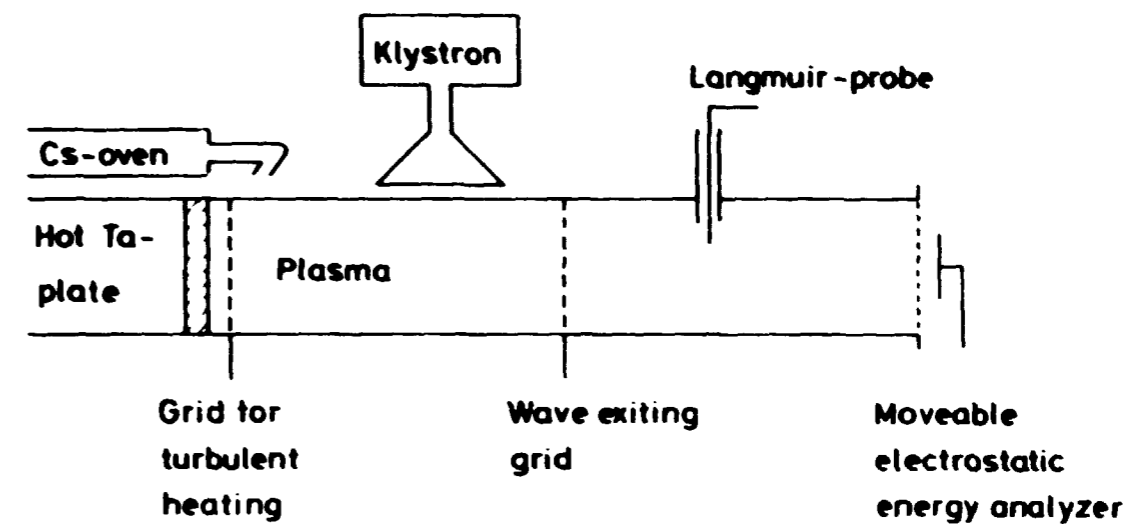 Klystron
Langmuir-probe
Cs-oven
Hot Ta-
plate
Plasma
Grid tor
turbulent
heating
Wave exiting
grid
Moveable
electrostatic
energy analyzer